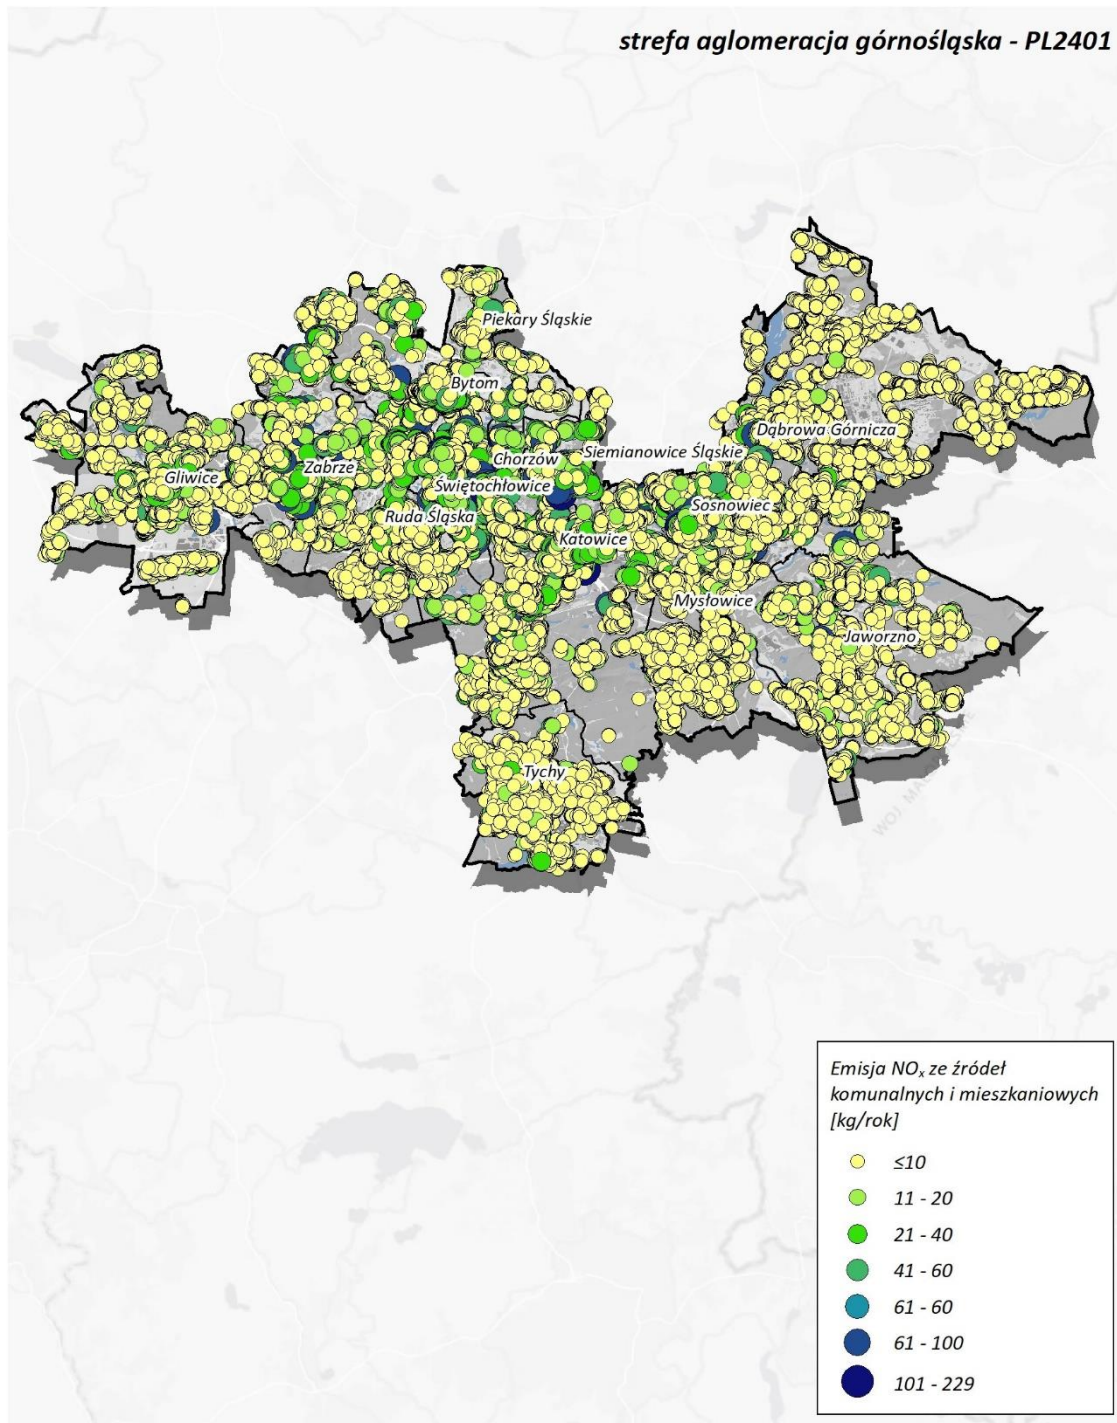 strefa aglomeracja górnośląska - PL2401
Piekary Śląskie
Bytom
Dąbrowa Górnicza
Siemianowice Śląskie
Chorzów
Zabrze
Gliwice
Świętochłowice
Sosnowiec
Ruda Śląska
Katowice
Mysłowice
Jaworzno
Tychy
Emisja NOₓ ze źródeł
komunalnych i mieszkaniowych
[kg/rok]
≤10
11 - 20
21 - 40
41 - 60
61 - 60
61 - 100
101 - 229